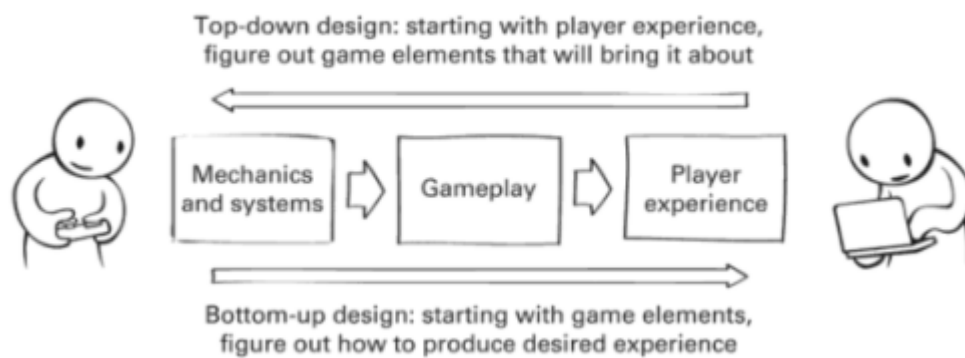 Top-down design: starting with player experience,
figure out game elements that will bring it about
Mechanics
and systems
Gameplay
Player
experience
Bottom-up design: starting with game elements,
figure out how to produce desired experience